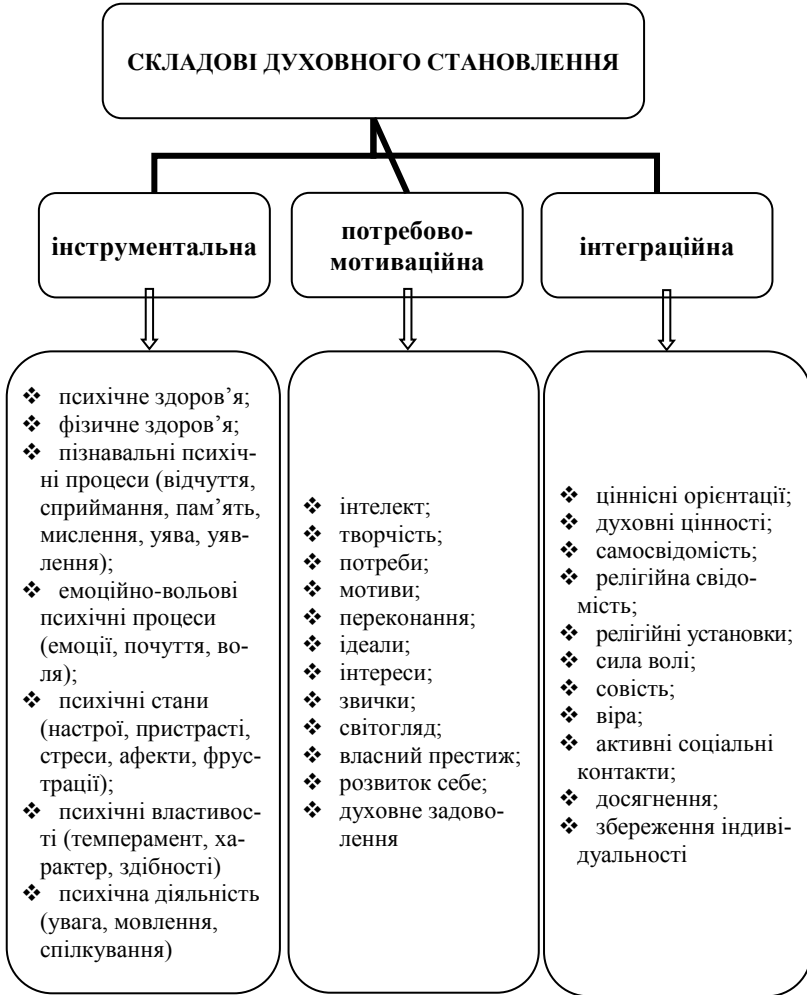 СКЛАДОВІ ДУХОВНОГО СТАНОВЛЕННЯ
інструментальна
потребово-
мотиваційна
інтеграційна
❖ психічне здоров’я;
❖ фізичне здоров’я;
❖ пізнавальні психіч-
ні процеси (відчуття,
сприймання, пам’ять,
мислення, уява, уяв-
лення);
❖ емоційно-вольові
психічні процеси
(емоції, почуття, во-
ля);
❖ психічні стани
(настрої, пристрасті,
стреси, афекти, фрус-
трації);
❖ психічні властивос-
ті (темперамент, ха-
рактер, здібності)
❖ психічна діяльність
(увага, мовлення,
спілкування)
❖ інтелект;
❖ творчість;
❖ потреби;
❖ мотиви;
❖ переконання;
❖ ідеали;
❖ інтереси;
❖ звички;
❖ світогляд;
❖ власний престиж;
❖ розвиток себе;
❖ духовне задово-
лення
❖ ціннісні орієнтації;
❖ духовні цінності;
❖ самосвідомість;
❖ релігійна свідо-
мість;
❖ релігійні установки;
❖ сила волі;
❖ совість;
❖ віра;
❖ активні соціальні
контакти;
❖ досягнення;
❖ збереження індиві-
дуальності